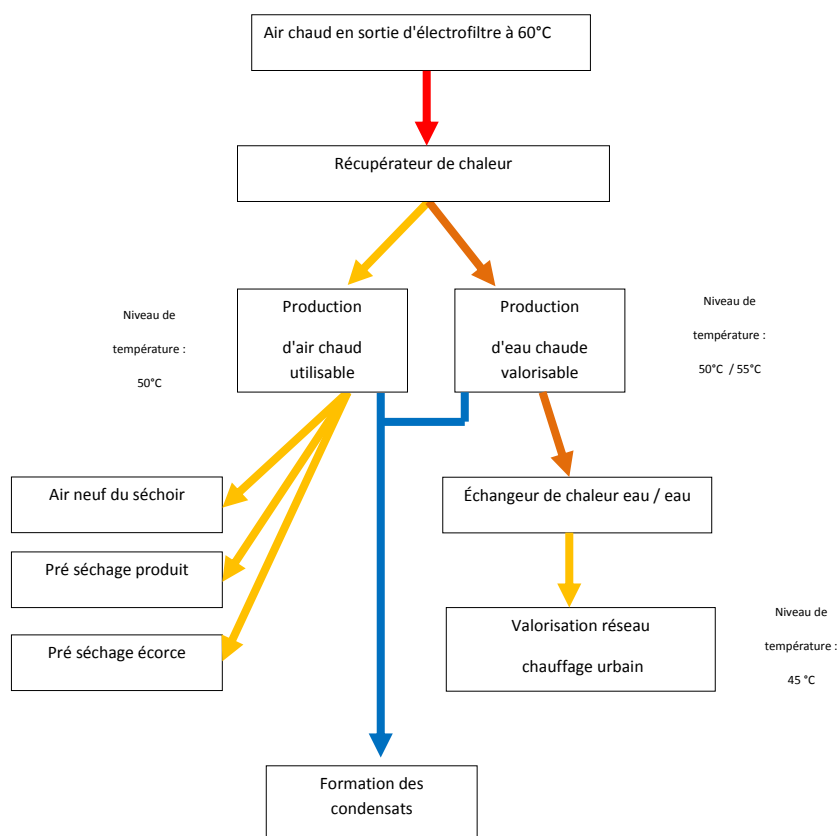 Air chaud en sortie d'électrofiltre à 60°C
Récupérateur de chaleur
Niveau de
température :
50°C
Production
d'air chaud
utilisable
Production
d'eau chaude
valorisable
Niveau de
température :
50°C / 55°C
Air neuf du séchoir
Pré séchage produit
Pré séchage écorce
Échangeur de chaleur eau / eau
Valorisation réseau
chauffage urbain
Niveau de
température :
45 °C
Formation des
condensats